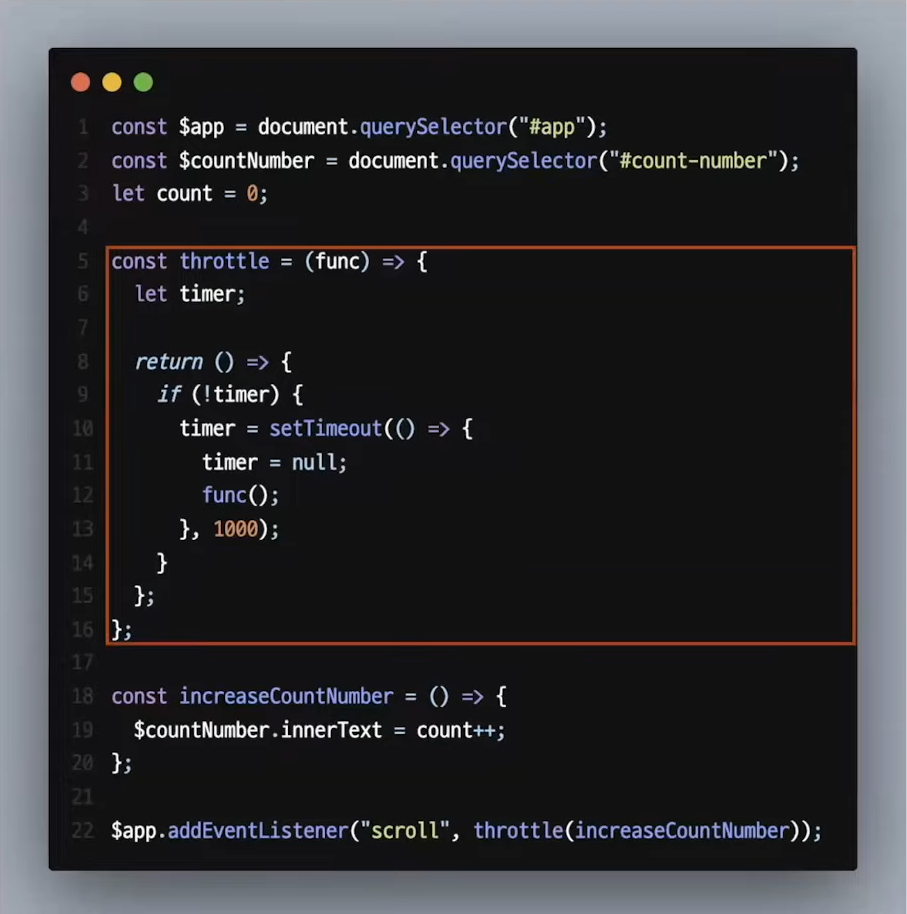 1 const $app = document.querySelector("#app");
2 const $countNumber = document.querySelector("#count-number");
3 let count = 0;
4
5 const throttle = (func) => {
6   let timer;
7
8   return () => {
9     if (!timer) {
10       timer = setTimeout(() => {
11         timer = null;
12         func();
13       }, 1000);
14     }
15   };
16 };
17
18 const increaseCountNumber = () => {
19   $countNumber.innerText = count++;
20 };
21
22 $app.addEventListener("scroll", throttle(increaseCountNumber));